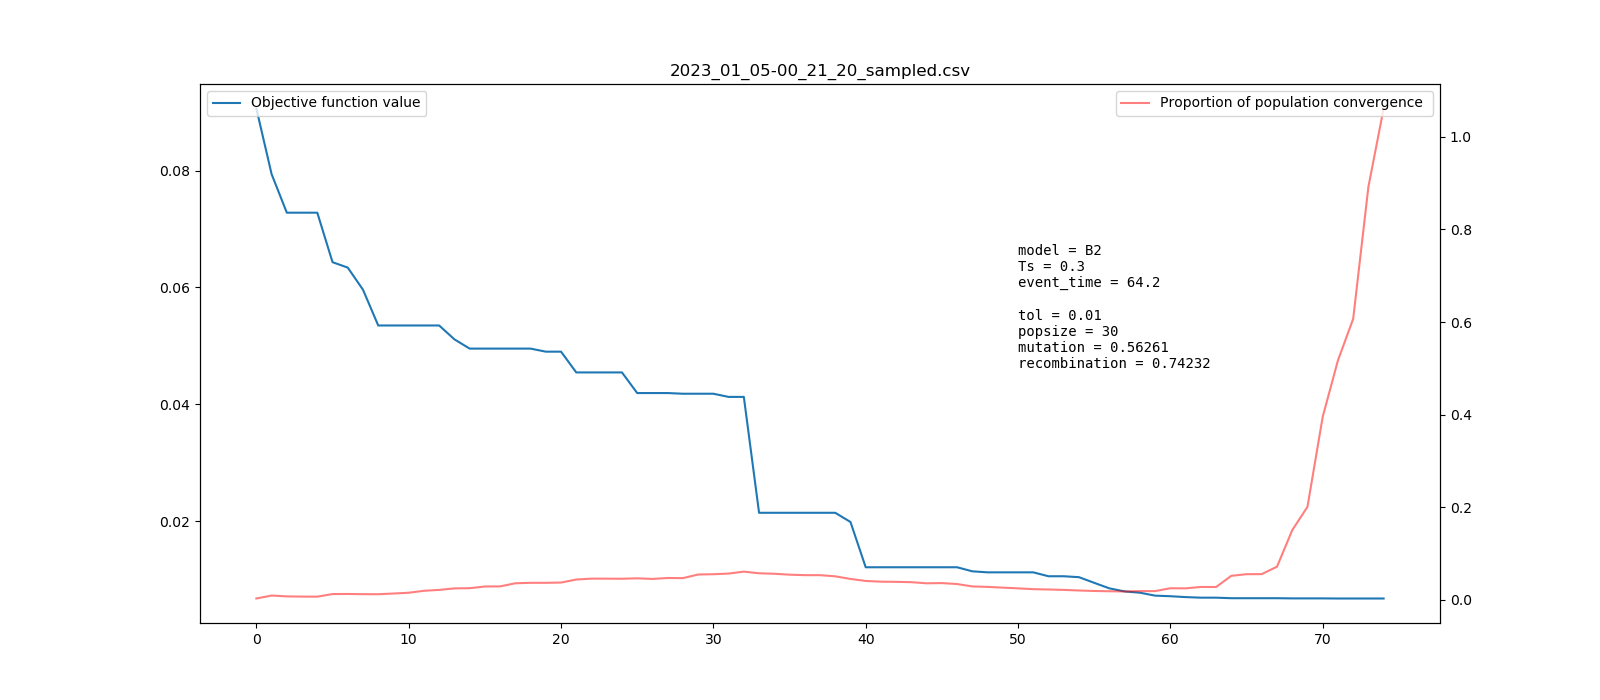 2023_01_05-00_21_20_sampled.csv
Objective function value
Proportion of population convergence
0.08
0.06
0.04
0.02
1.0
0.8
0.6
0.4
0.2
0.0
model = B2
Ts = 0.3
event_time = 64.2
tol = 0.01
popsize = 30
mutation = 0.56261
recombination = 0.74232
0 10 20 30 40 50 60 70